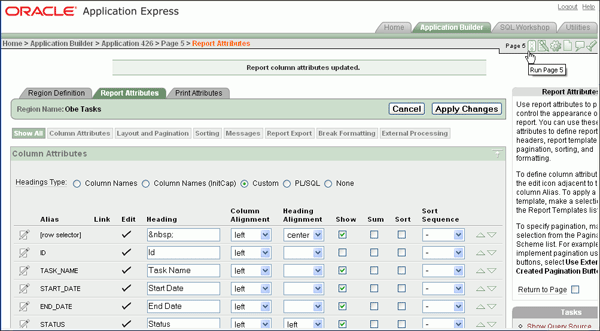 ORACLE Application Express
Logout Help
Home Application Builder SQL Workshop Utilities
Home > Application Builder > Application 426 > Page 5 > Report Attributes
Page 5
Run Page 5
Report column attributes updated.
Region Definition Report Attributes Print Attributes
Region Name: Obe Tasks
Cancel Apply Changes
Show All Column Attributes Layout and Pagination Sorting Messages Report Export Break Formatting External Processing
Column Attributes
Headings Type: Column Names Column Names (InitCap) Custom PL/SQL None
Alias Link Edit Heading Column Alignment Heading Alignment Show Sum Sort Sort Sequence
[row selector] &nbsp; left center -
ID Id left left -
TASK_NAME Task Name left left -
START_DATE Start Date left left -
END_DATE End Date left left -
STATUS Status left left -
Report Attributes
Use report attributes to p
control the appearance o
report. You can use these
attributes to define report
headers, report template
pagination, sorting, and
formatting.
To define column attribut
the edit icon adjacent to t
column Alias. To apply a
template, make a selectio
the Report Templates list
To specify pagination, ma
selection from the Pagina
Scheme list. For example
implement pagination us
buttons, select Use Exter
Created Pagination Butto
Return to Page
Tasks
Show Query Source